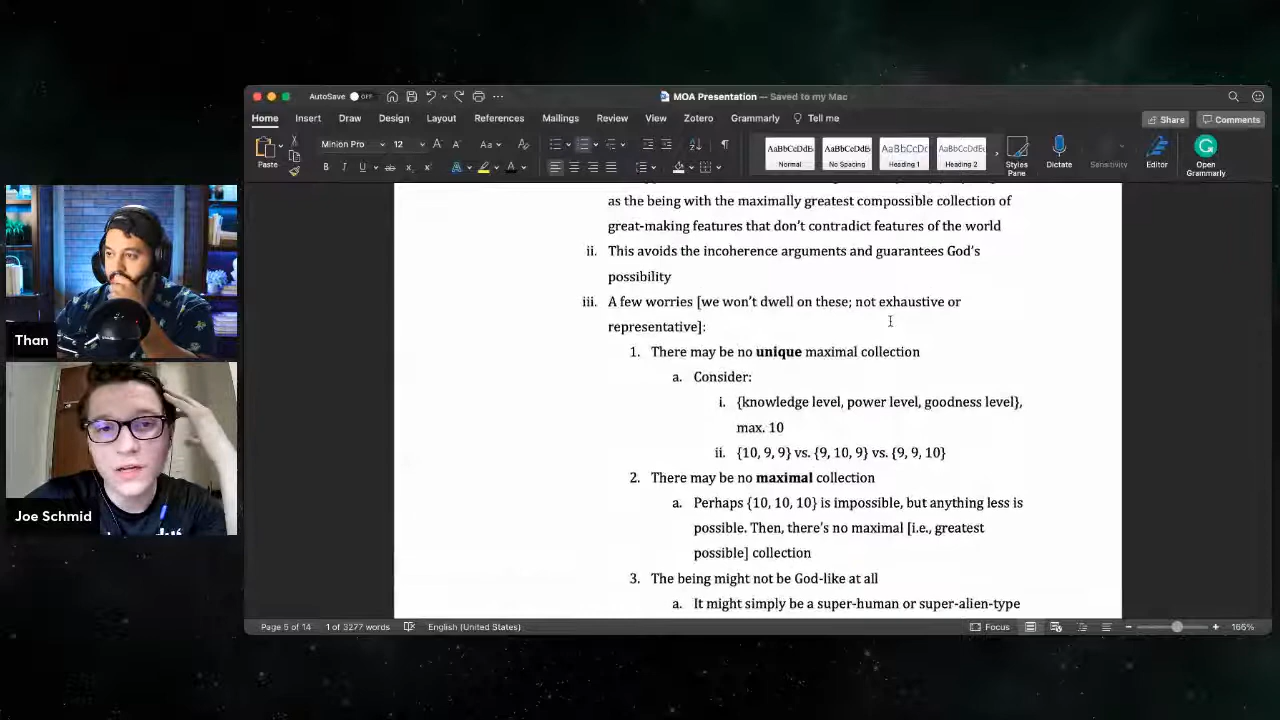 AutoSave OFF
MOA Presentation — Saved to my Mac
Home Insert Draw Design Layout References Mailings Review View Zotero Grammarly Tell me
Share Comments
Paste
Minion Pro 12
AaBbCcDdE AaBbCcDdE AaBbCcDc AaBbCcDdE
Normal No Spacing Heading 1 Heading 2
Styles Pane
Dictate
Sensitivity
Editor
Open Grammarly
as the being with the maximally greatest compossible collection of
great-making features that don't contradict features of the world
ii. This avoids the incoherence arguments and guarantees God's
possibility
iii. A few worries [we won't dwell on these; not exhaustive or
representative]:
1. There may be no unique maximal collection
a. Consider:
i. {knowledge level, power level, goodness level},
max. 10
ii. {10, 9, 9} vs. {9, 10, 9} vs. {9, 9, 10}
2. There may be no maximal collection
a. Perhaps {10, 10, 10} is impossible, but anything less is
possible. Then, there's no maximal [i.e., greatest
possible] collection
3. The being might not be God-like at all
a. It might simply be a super-human or super-alien-type
Than
Joe Schmid
Page 5 of 14 1 of 3277 words English (United States) Focus 166%